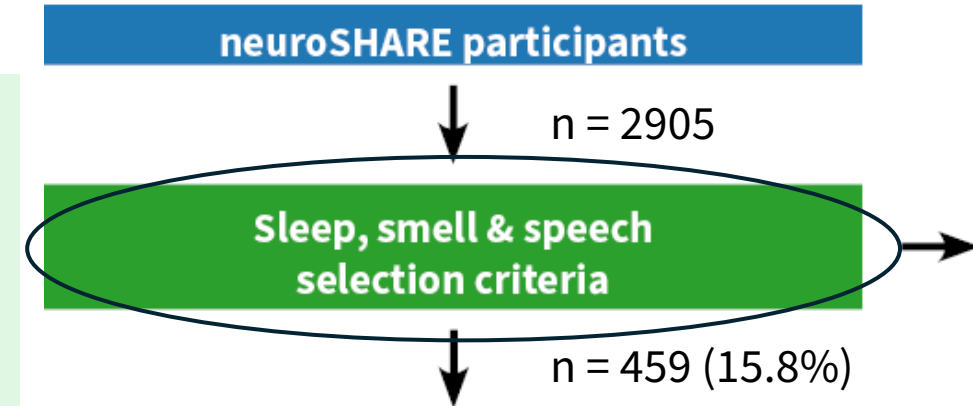 neuroSHARE participants
n = 2905
Sleep, smell & speech
selection criteria
n = 459 (15.8%)